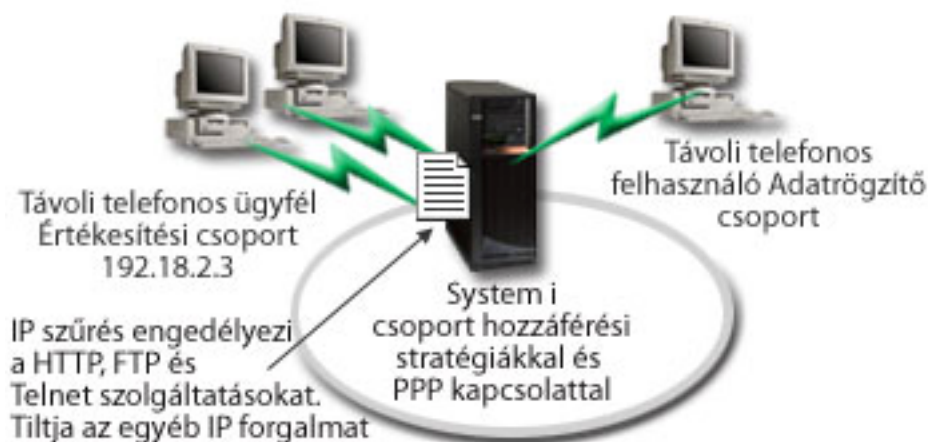 Távoli telefonos ügyfél
Értékesítési csoport
192.18.2.3
Távoli telefonos
felhasználó Adatrögzítő
csoport
System i
csoport hozzáférési
stratégiákkal és
PPP kapcsolattal
IP szűrés engedélyezi
a HTTP, FTP és
Telnet szolgáltatásokat.
Tiltja az egyéb IP forgalmat